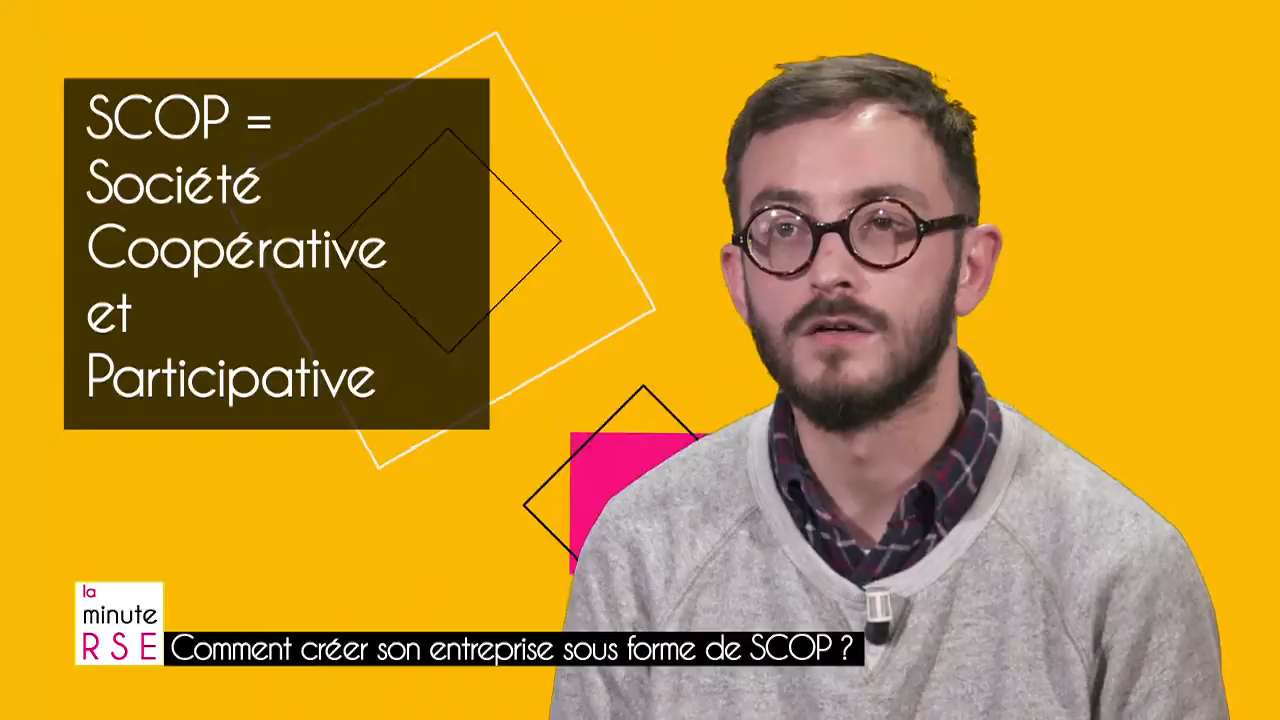 SCOP =
Société
Coopérative
et
Participative
la
minute
RSE
Comment créer son entreprise sous forme de SCOP ?